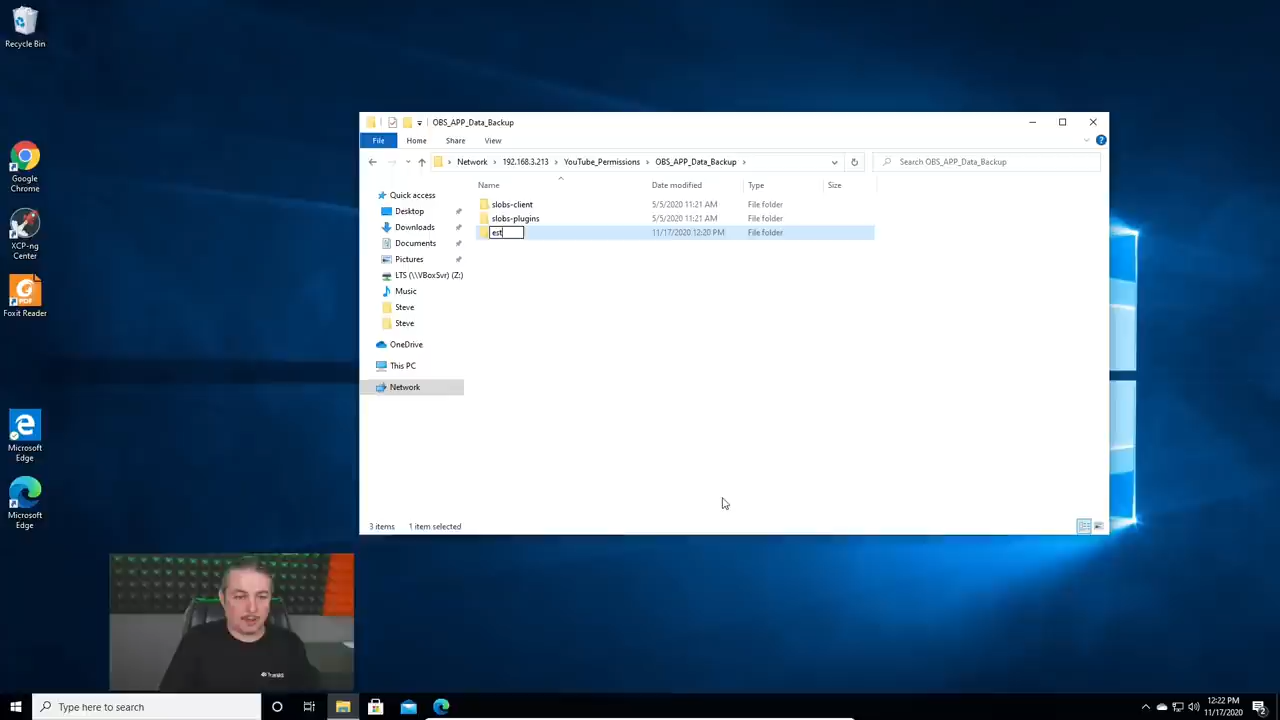 Recycle Bin
Google
Chrome
XCP-ng
Center
Foxit Reader
Microsoft
Edge
Microsoft
Edge
OBS_APP_Data_Backup
File Home Share View
Network 192.168.3.213 YouTube_Permissions OBS_APP_Data_Backup
Search OBS_APP_Data_Backup
Quick access
Desktop
Downloads
Documents
Pictures
LTS (\\VBoxSvr) (Z:)
Music
Steve
Steve
OneDrive
This PC
Network
Name Date modified Type Size
slobs-client 5/5/2020 11:21 AM File folder
slobs-plugins 5/5/2020 11:21 AM File folder
est 11/17/2020 12:20 PM File folder
3 items 1 item selected
Type here to search
12:22 PM
11/17/2020
2